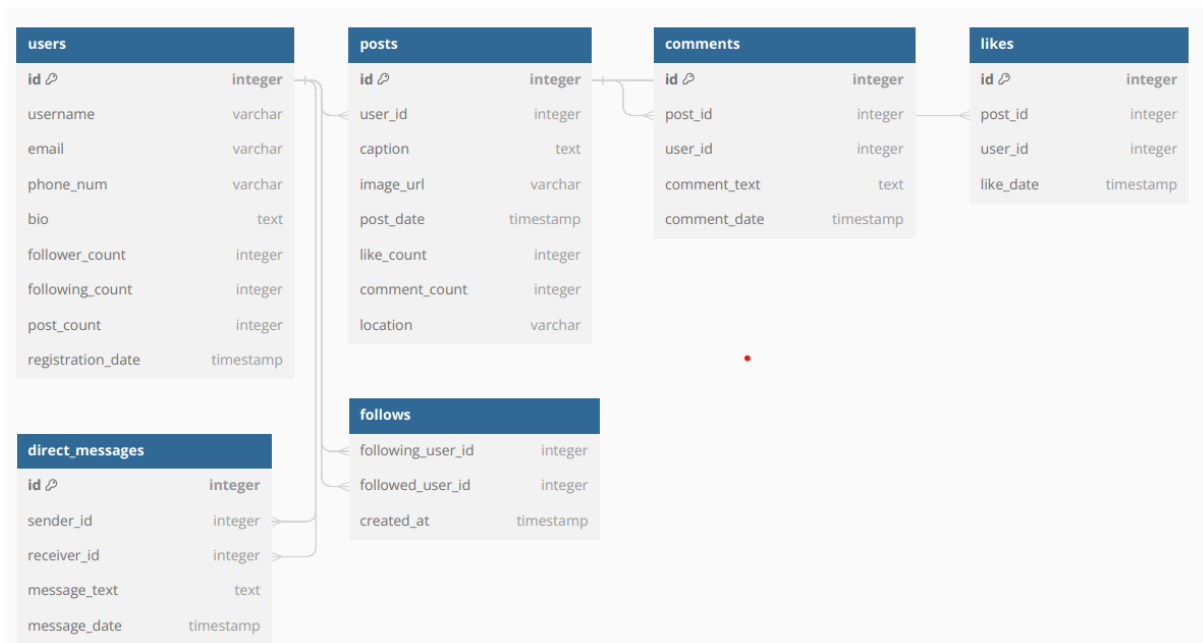 users
id integer
username varchar
email varchar
phone_num varchar
bio text
follower_count integer
following_count integer
post_count integer
registration_date timestamp
posts
id integer
user_id integer
caption text
image_url varchar
post_date timestamp
like_count integer
comment_count integer
location varchar
comments
id integer
post_id integer
user_id integer
comment_text text
comment_date timestamp
likes
id integer
post_id integer
user_id integer
like_date timestamp
direct_messages
id integer
sender_id integer
receiver_id integer
message_text text
message_date timestamp
follows
following_user_id integer
followed_user_id integer
created_at timestamp